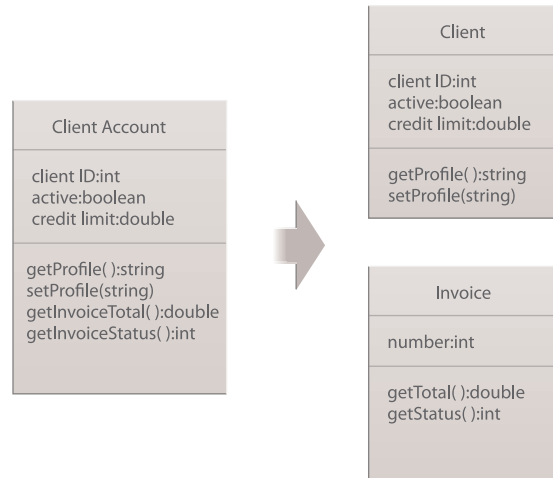 Client Account
client ID:int
active:boolean
credit limit:double
getProfile( ):string
setProfile(string)
getInvoiceTotal( ):double
getInvoiceStatus( ):int
Client
client ID:int
active:boolean
credit limit:double
getProfile( ):string
setProfile(string)
Invoice
number:int
getTotal( ):double
getStatus( ):int